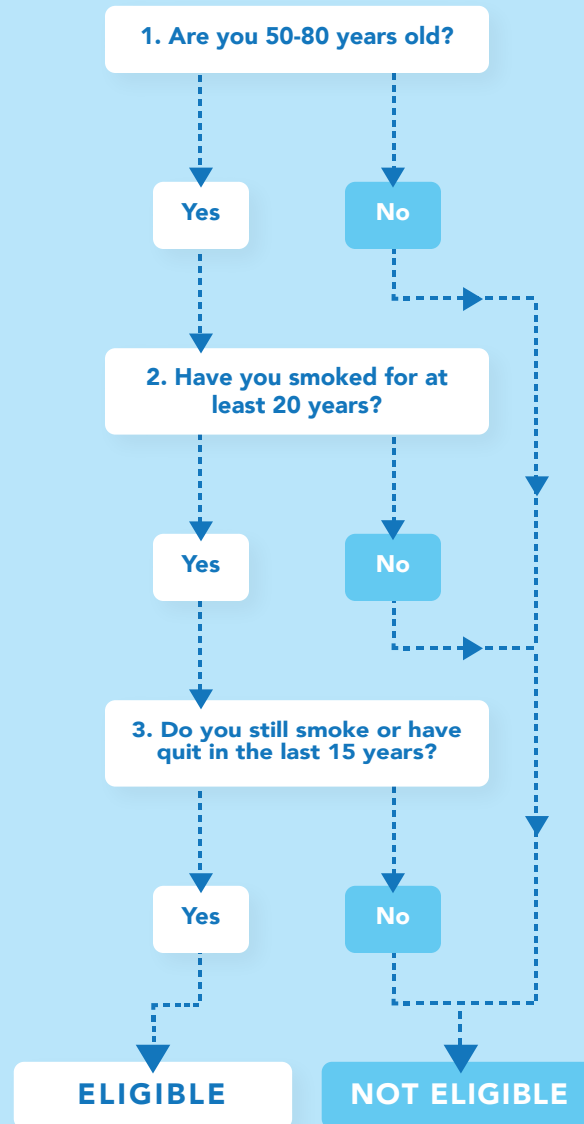 1. Are you 50-80 years old?
Yes
No
2. Have you smoked for at
least 20 years?
Yes
No
3. Do you still smoke or have
quit in the last 15 years?
Yes
No
ELIGIBLE
NOT ELIGIBLE